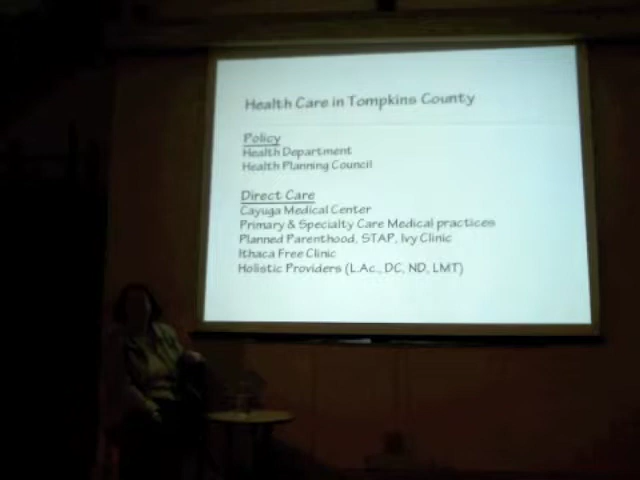 Health Care in Tompkins County
Policy
Health Department
Health Planning Council
Direct Care
Cayuga Medical Center
Primary & Specialty Care Medical practices
Planned Parenthood, STAP, Ivy Clinic
Ithaca Free Clinic
Holistic Providers (L.Ac., DC, ND, LMT)